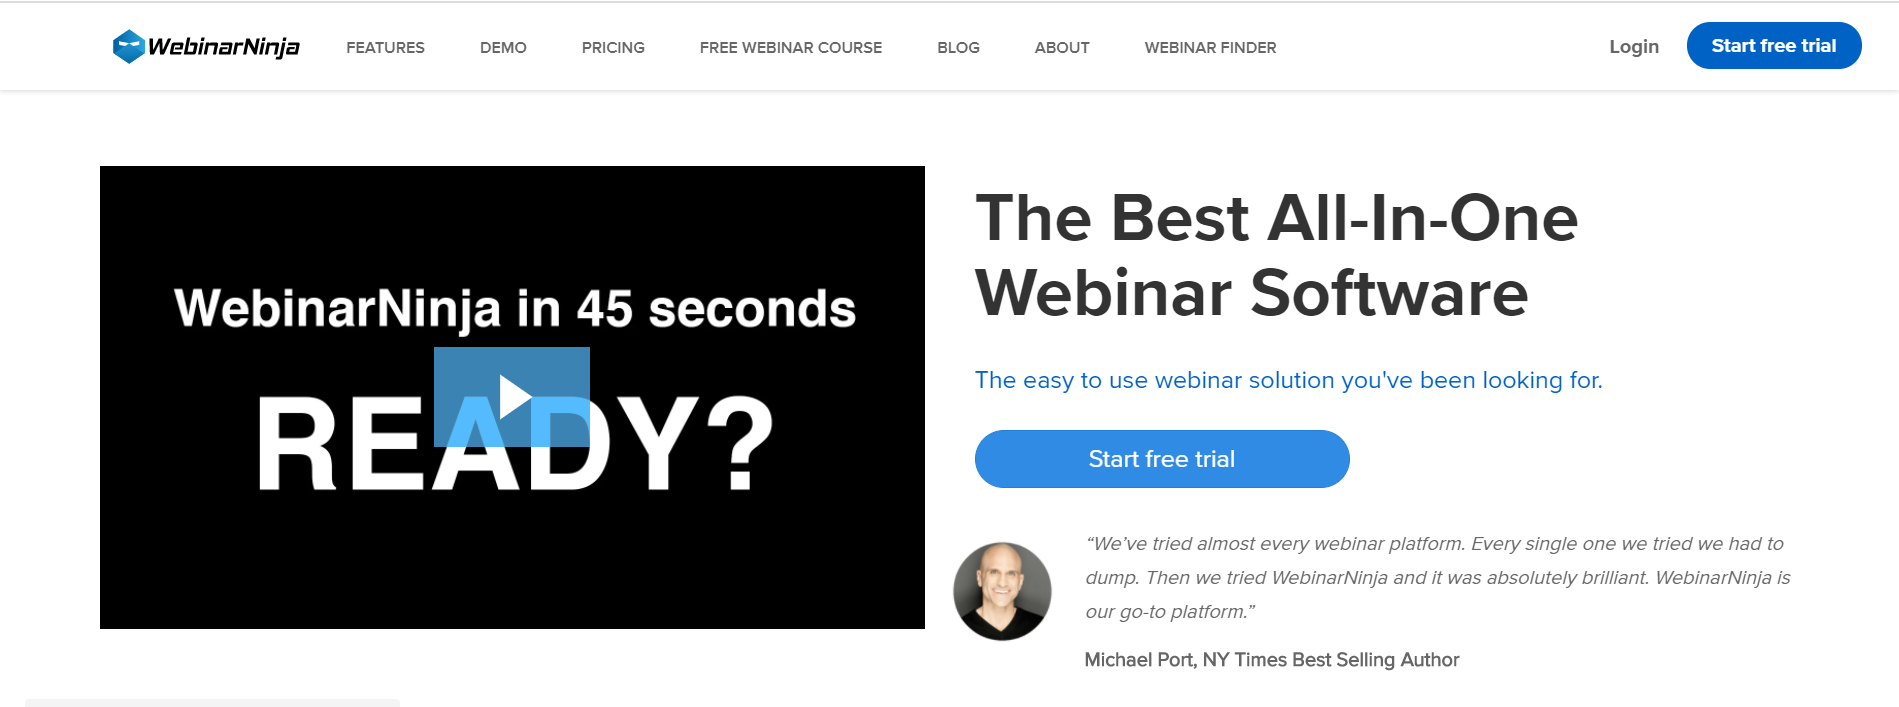 WebinarNinja
FEATURES
DEMO
PRICING
FREE WEBINAR COURSE
BLOG
ABOUT
WEBINAR FINDER
Login
Start free trial
WebinarNinja in 45 seconds
READY?
The Best All-In-One
Webinar Software
The easy to use webinar solution you've been looking for.
Start free trial
“We’ve tried almost every webinar platform. Every single one we tried we had to
dump. Then we tried WebinarNinja and it was absolutely brilliant. WebinarNinja is
our go-to platform.”
Michael Port, NY Times Best Selling Author